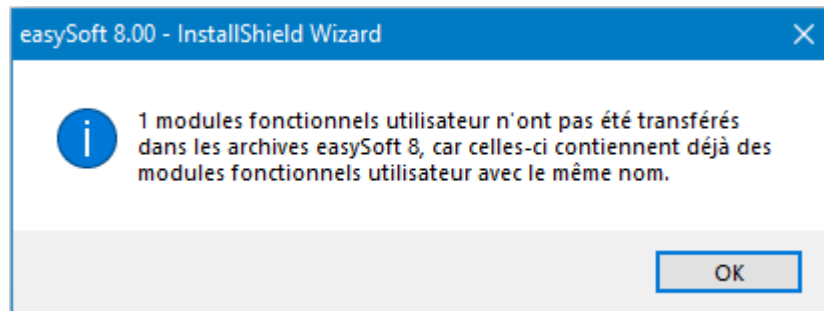 easySoft 8.00 - InstallShield Wizard
1 modules fonctionnels utilisateur n'ont pas été transférés
dans les archives easySoft 8, car celles-ci contiennent déjà des
modules fonctionnels utilisateur avec le même nom.
OK